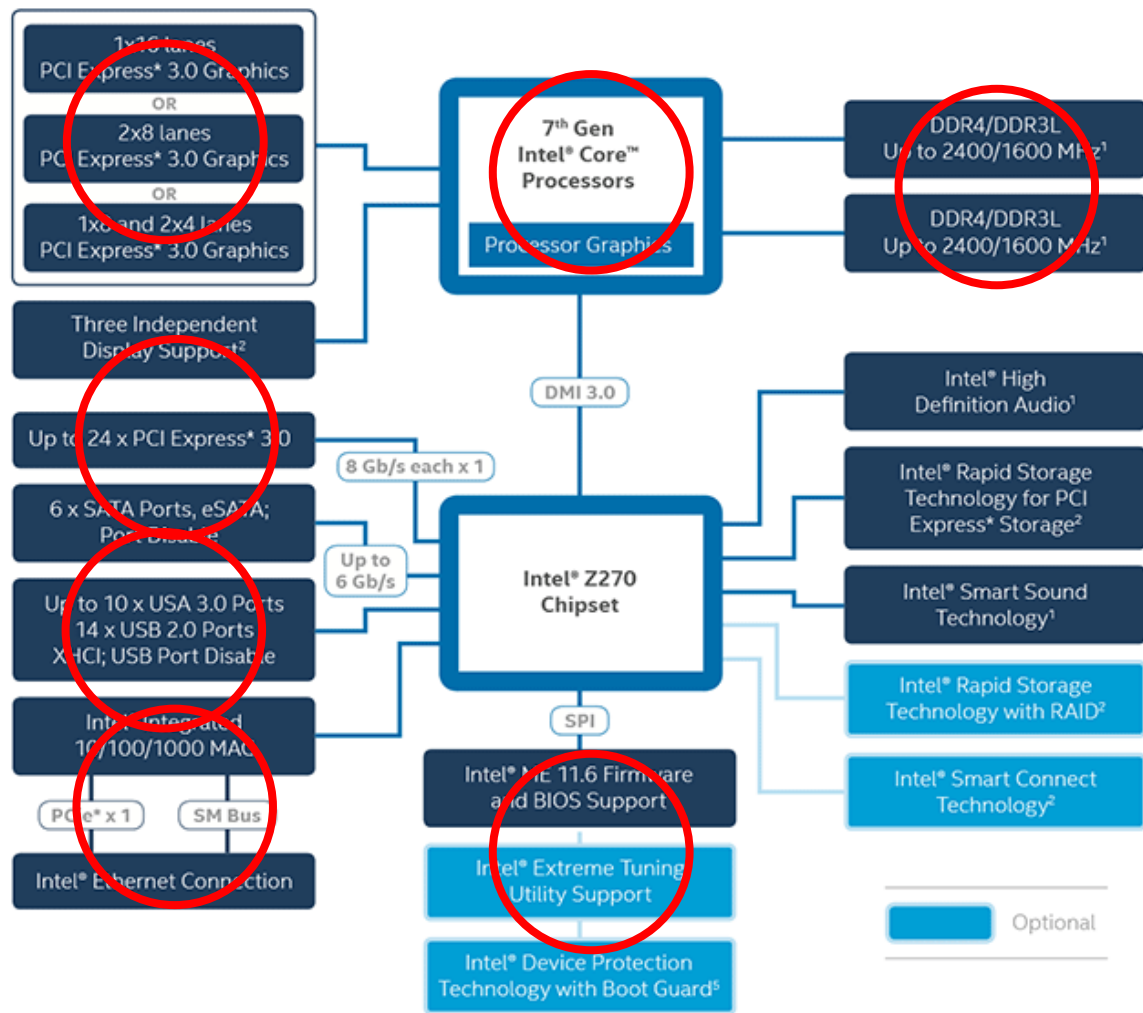 1x16 lanes
PCI Express* 3.0 Graphics
OR
2x8 lanes
PCI Express* 3.0 Graphics
OR
1x8 and 2x4 lanes
PCI Express* 3.0 Graphics
Three Independent
Display Support²
Up to 24 x PCI Express* 3.0
8 Gb/s each x 1
6 x SATA Ports, eSATA;
Port Disable
Up to
6 Gb/s
Up to 10 x USA 3.0 Ports
14 x USB 2.0 Ports
XHCI; USB Port Disable
Intel® Integrated
10/100/1000 MAC
PCIe* x 1
SM Bus
Intel® Ethernet Connection
7th Gen
Intel® Core™
Processors
Processor Graphics
DMI 3.0
Intel® Z270
Chipset
SPI
Intel® ME 11.6 Firmware
and BIOS Support
Intel® Extreme Tuning
Utility Support
Intel® Device Protection
Technology with Boot Guard⁵
DDR4/DDR3L
Up to 2400/1600 MHz¹
DDR4/DDR3L
Up to 2400/1600 MHz¹
Intel® High
Definition Audio¹
Intel® Rapid Storage
Technology for PCI
Express* Storage²
Intel® Smart Sound
Technology¹
Intel® Rapid Storage
Technology with RAID²
Intel® Smart Connect
Technology²
Optional